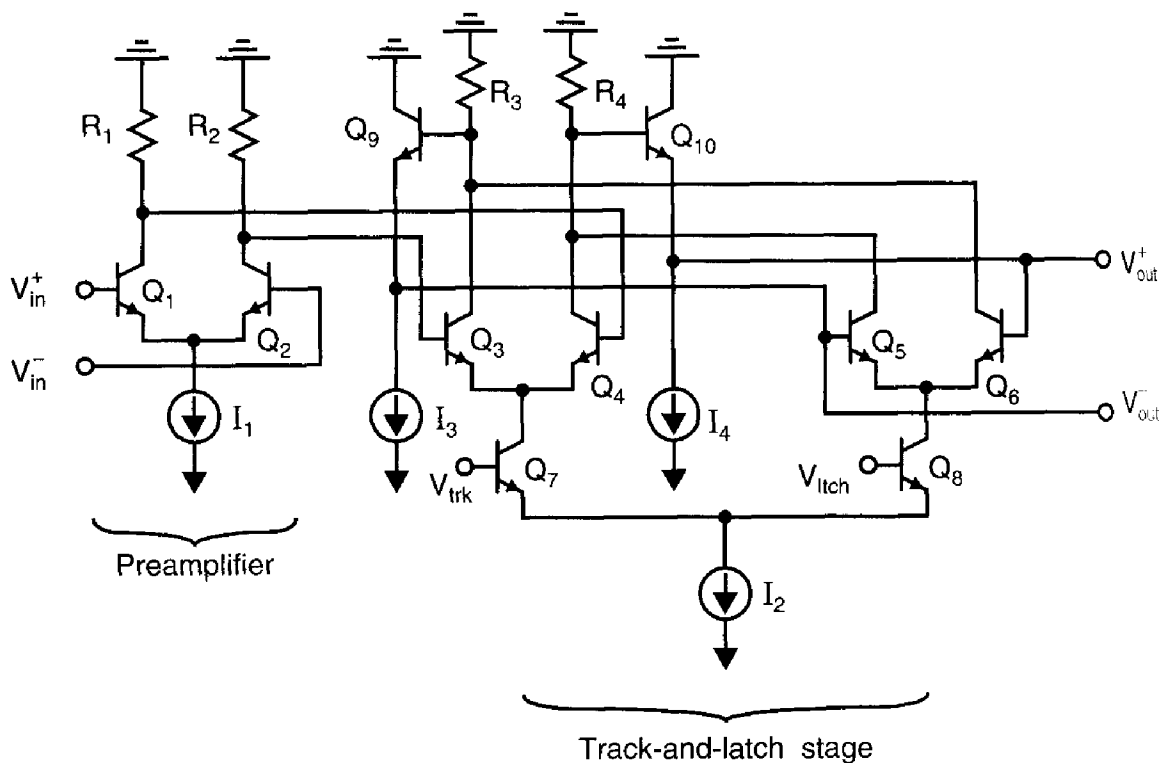 R₃
R₄
R₁
R₂
Q₉
Q₁₀
V⁺in
Q₁
Q₂
V⁻in
Q₃
Q₄
Q₅
Q₆
V⁺out
V⁻out
I₁
I₃
I₄
Vtrk
Q₇
Vltch
Q₈
Preamplifier
I₂
Track-and-latch stage